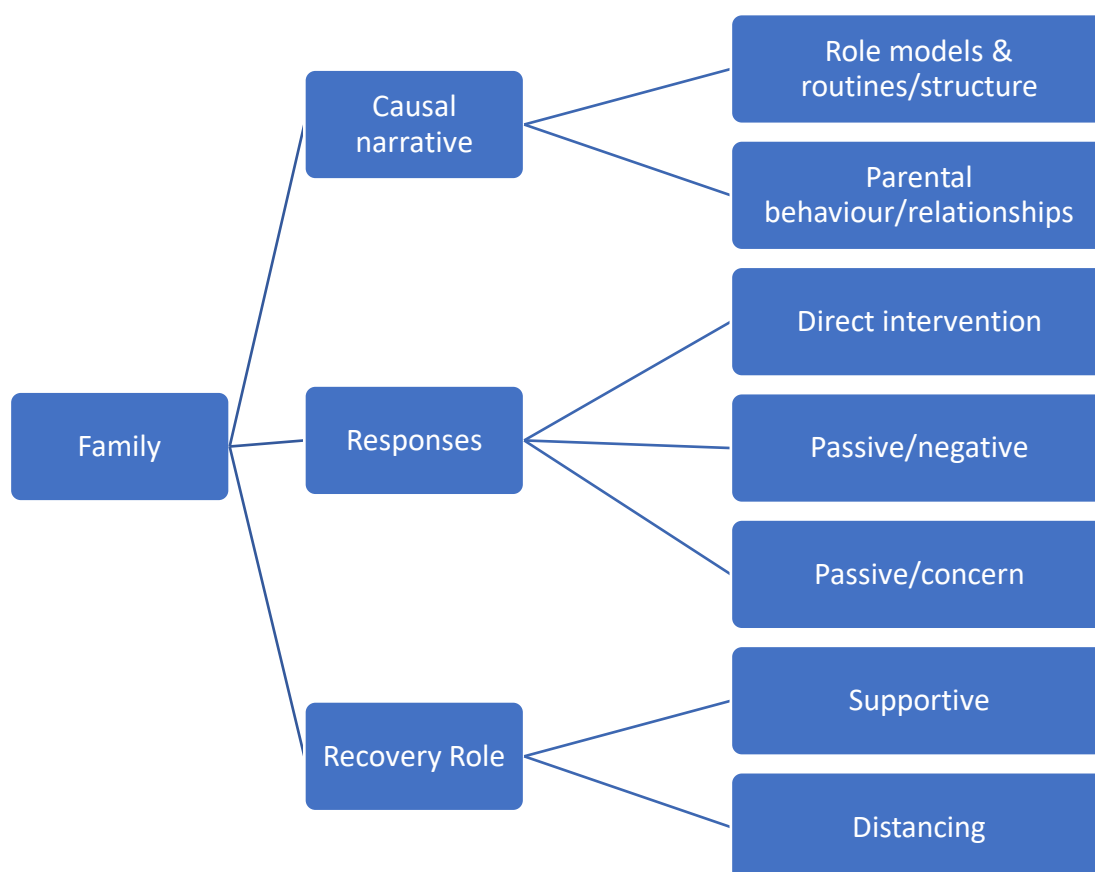 Family
Causal
narrative
Role models &
routines/structure
Parental
behaviour/relationships
Responses
Direct intervention
Passive/negative
Passive/concern
Recovery Role
Supportive
Distancing